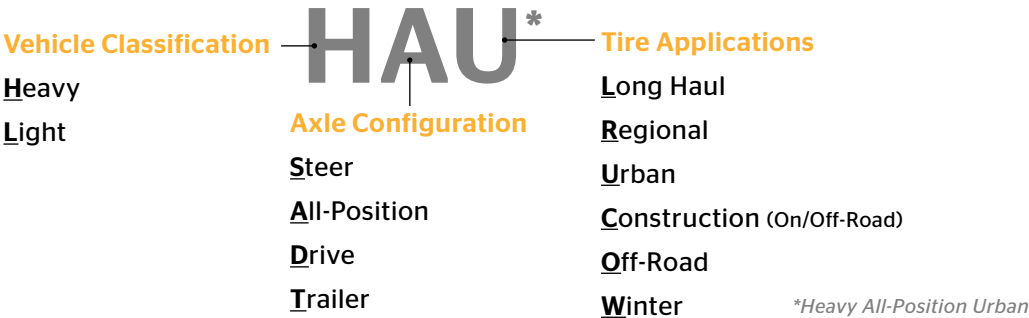 HAU*
Vehicle Classification
Heavy
Light
Axle Configuration
Steer
All-Position
Drive
Trailer
Tire Applications
Long Haul
Regional
Urban
Construction (On/Off-Road)
Off-Road
Winter
*Heavy All-Position Urban